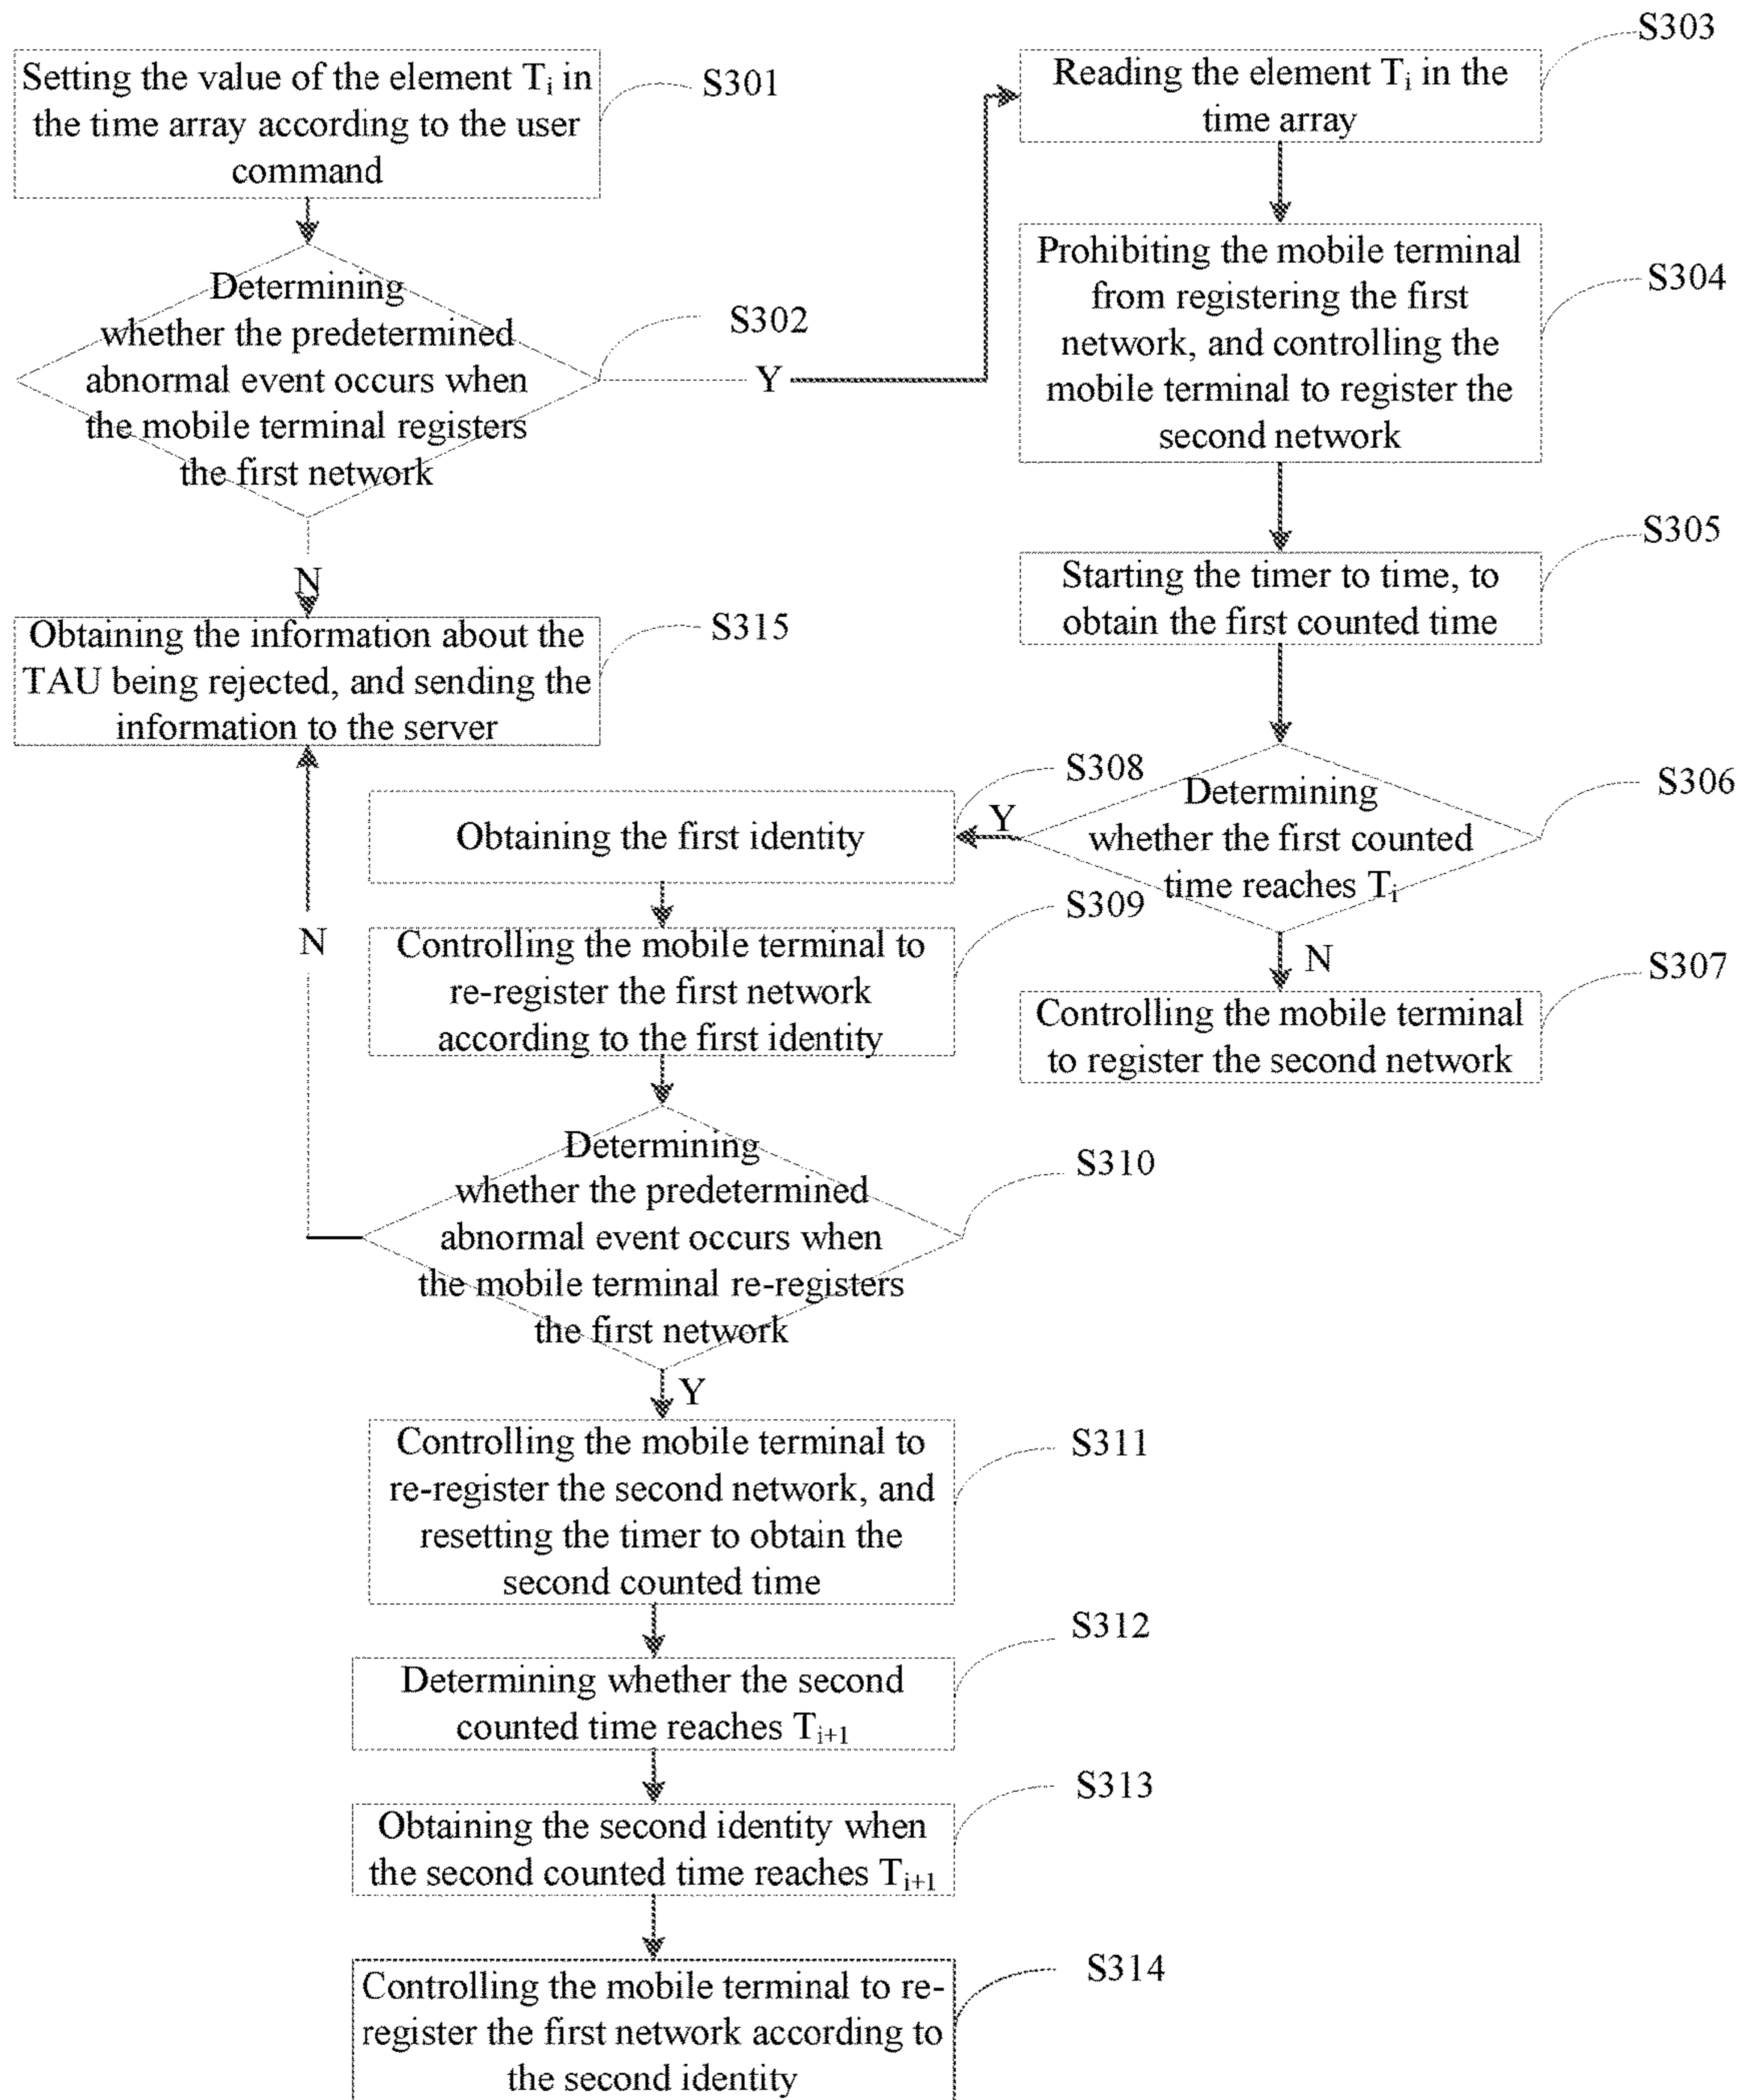 Setting the value of the element Ti in
the time array according to the user
command
S301
Determining
whether the predetermined
abnormal event occurs when
the mobile terminal registers
the first network
S302
Y
N
Obtaining the information about the
TAU being rejected, and sending the
information to the server
S315
Reading the element Ti in the
time array
S303
Prohibiting the mobile terminal
from registering the first
network, and controlling the
mobile terminal to register the
second network
S304
Starting the timer to time, to
obtain the first counted time
S305
Determining
whether the first counted
time reaches Ti
S306
N
Controlling the mobile terminal
to register the second network
S307
Y
Obtaining the first identity
S308
Controlling the mobile terminal to
re-register the first network
according to the first identity
S309
Determining
whether the predetermined
abnormal event occurs when
the mobile terminal re-registers
the first network
S310
N
Y
Controlling the mobile terminal to
re-register the second network, and
resetting the timer to obtain the
second counted time
S311
Determining whether the second
counted time reaches Ti+1
S312
Obtaining the second identity when
the second counted time reaches Ti+1
S313
Controlling the mobile terminal to re-
register the first network according to
the second identity
S314